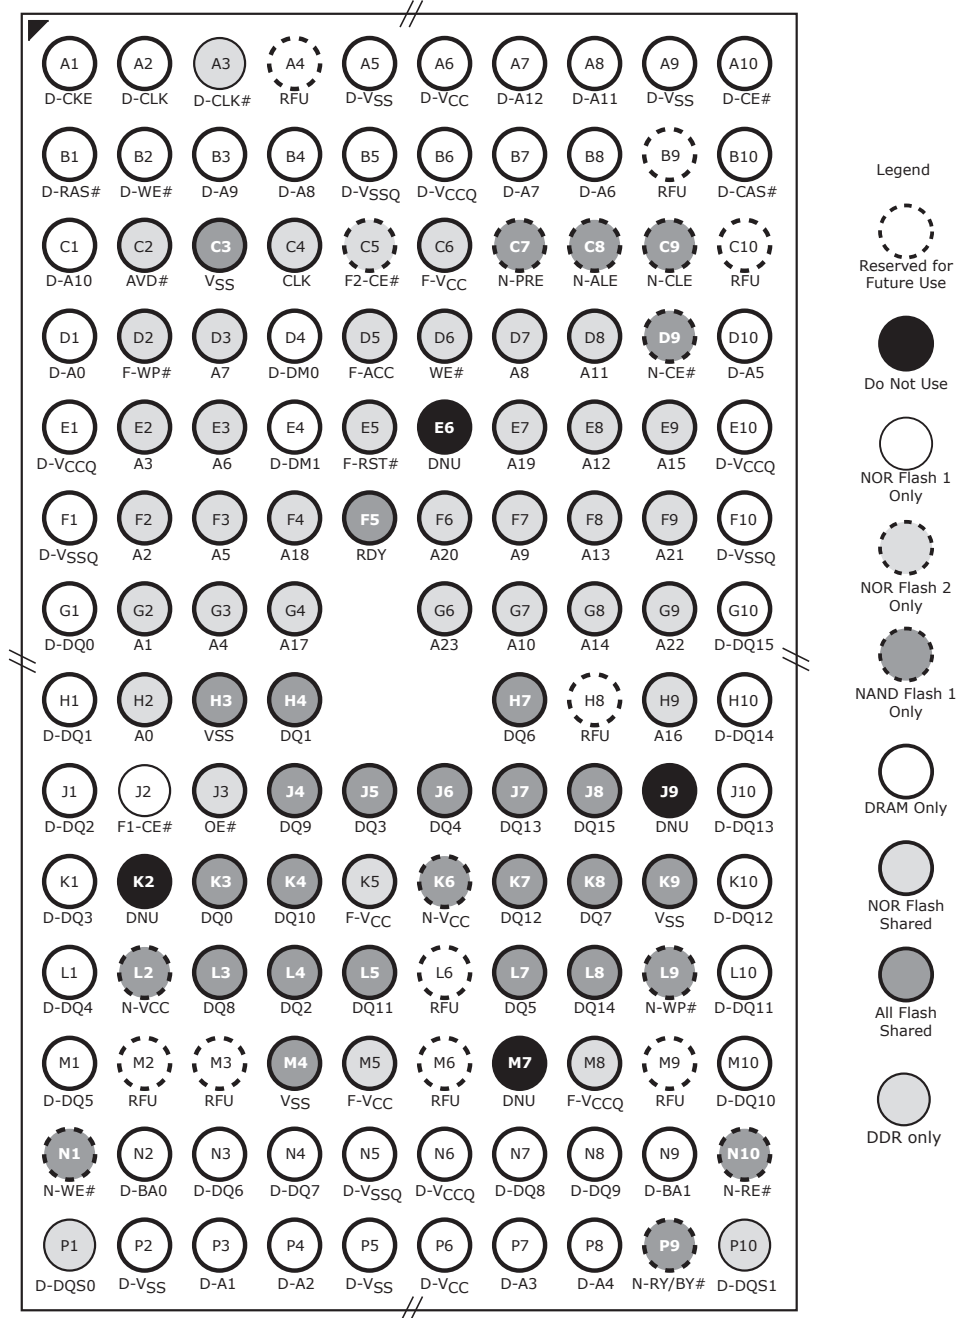 A1 A2 A3 A4 A5 A6 A7 A8 A9 A10
D-CKE D-CLK D-CLK# RFU D-VSS D-VCC D-A12 D-A11 D-VSS D-CE#
B1 B2 B3 B4 B5 B6 B7 B8 B9 B10
D-RAS# D-WE# D-A9 D-A8 D-VSSQ D-VCCQ D-A7 D-A6 RFU D-CAS#
C1 C2 C3 C4 C5 C6 C7 C8 C9 C10
D-A10 AVD# VSS CLK F2-CE# F-VCC N-PRE N-ALE N-CLE RFU
D1 D2 D3 D4 D5 D6 D7 D8 D9 D10
D-A0 F-WP# A7 D-DM0 F-ACC WE# A8 A11 N-CE# D-A5
E1 E2 E3 E4 E5 E6 E7 E8 E9 E10
D-VCCQ A3 A6 D-DM1 F-RST# DNU A19 A12 A15 D-VCCQ
F1 F2 F3 F4 F5 F6 F7 F8 F9 F10
D-VSSQ A2 A5 A18 RDY A20 A9 A13 A21 D-VSSQ
G1 G2 G3 G4 G6 G7 G8 G9 G10
D-DQ0 A1 A4 A17 A23 A10 A14 A22 D-DQ15
H1 H2 H3 H4 H7 H8 H9 H10
D-DQ1 A0 VSS DQ1 DQ6 RFU A16 D-DQ14
J1 J2 J3 J4 J5 J6 J7 J8 J9 J10
D-DQ2 F1-CE# OE# DQ9 DQ3 DQ4 DQ13 DQ15 DNU D-DQ13
K1 K2 K3 K4 K5 K6 K7 K8 K9 K10
D-DQ3 DNU DQ0 DQ10 F-VCC N-VCC DQ12 DQ7 VSS D-DQ12
L1 L2 L3 L4 L5 L6 L7 L8 L9 L10
D-DQ4 N-VCC DQ8 DQ2 DQ11 RFU DQ5 DQ14 N-WP# D-DQ11
M1 M2 M3 M4 M5 M6 M7 M8 M9 M10
D-DQ5 RFU RFU VSS F-VCC RFU DNU F-VCCQ RFU D-DQ10
N1 N2 N3 N4 N5 N6 N7 N8 N9 N10
N-WE# D-BA0 D-DQ6 D-DQ7 D-VSSQ D-VCCQ D-DQ8 D-DQ9 D-BA1 N-RE#
P1 P2 P3 P4 P5 P6 P7 P8 P9 P10
D-DQS0 D-VSS D-A1 D-A2 D-VSS D-VCC D-A3 D-A4 N-RY/BY# D-DQS1
Legend
Reserved for
Future Use
Do Not Use
NOR Flash 1
Only
NOR Flash 2
Only
NAND Flash 1
Only
DRAM Only
NOR Flash
Shared
All Flash
Shared
DDR only